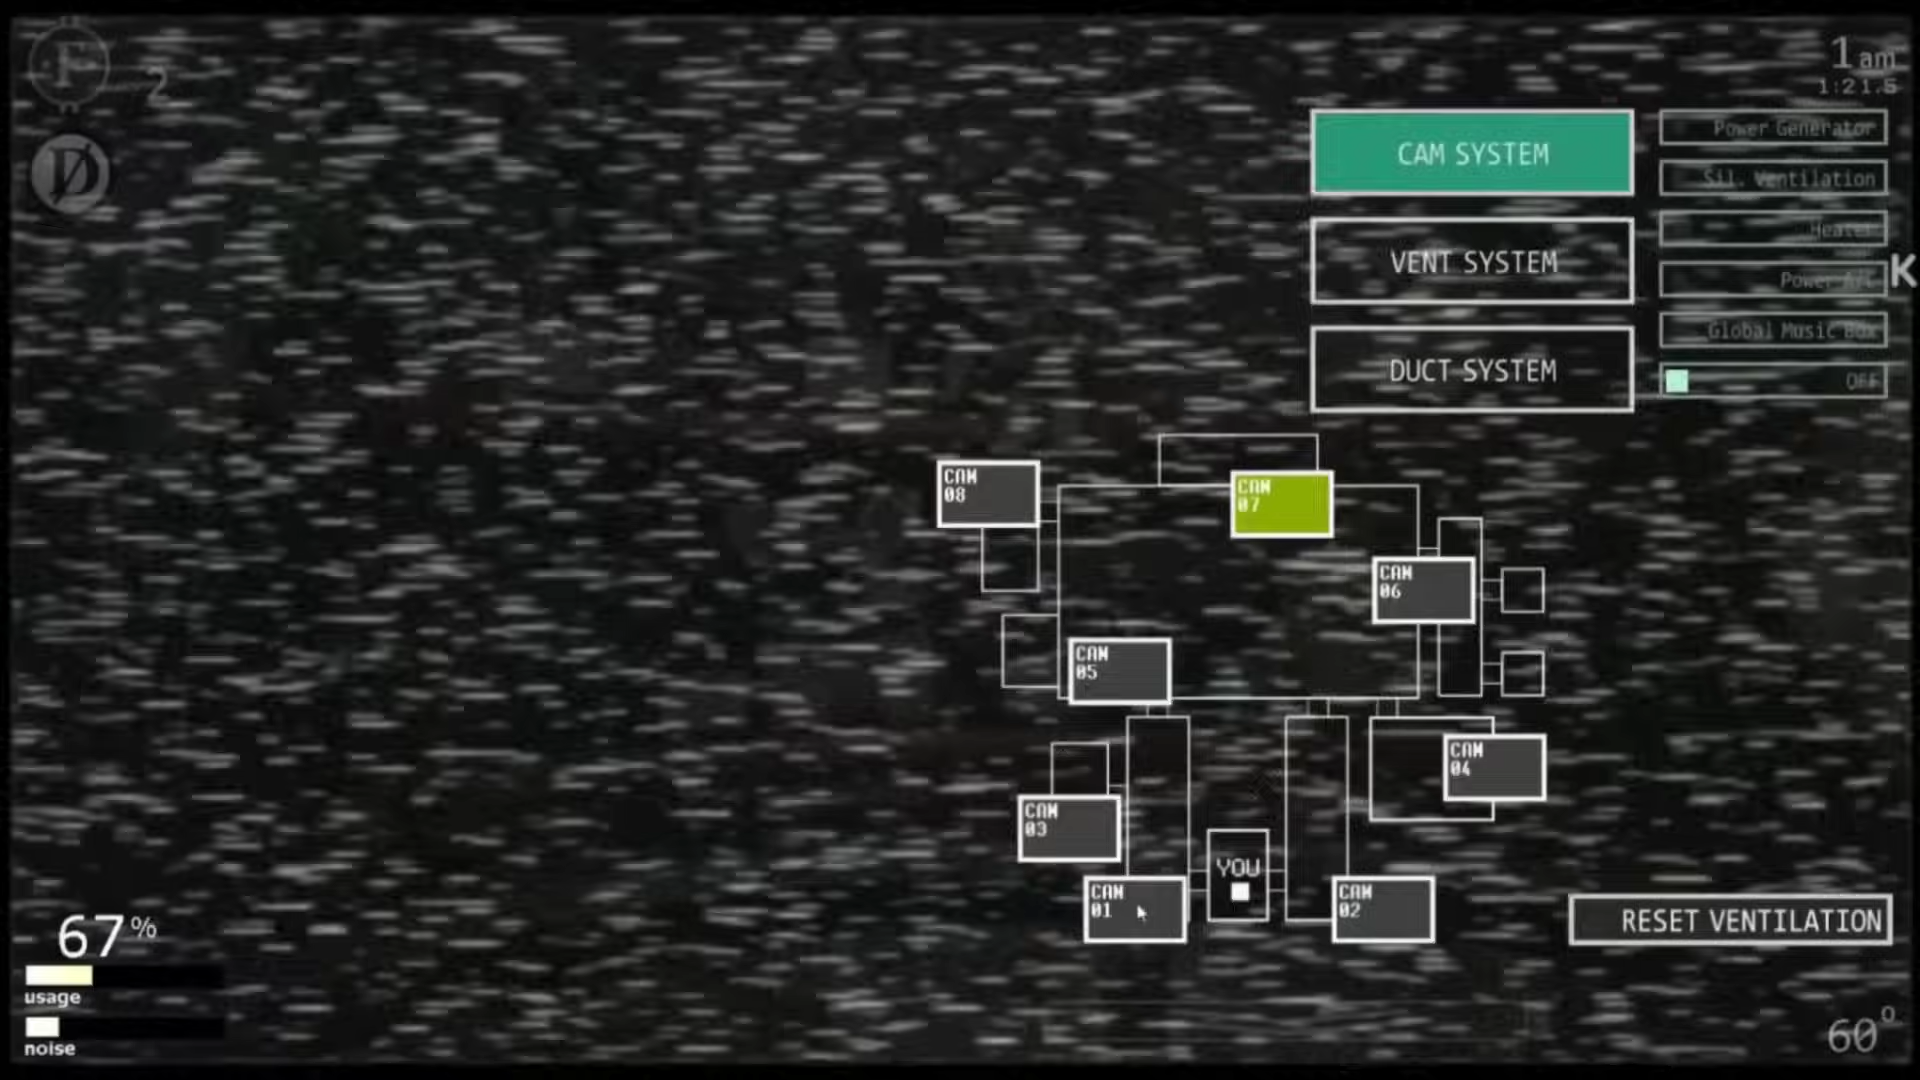 F
2
D
1 am
1:21.5
CAM SYSTEM
VENT SYSTEM
DUCT SYSTEM
Power Generator
Sil. Ventilation
Heater
Power A/C
Global Music Box
OFF
K
CAM
08
CAM
07
CAM
06
CAM
05
CAM
04
CAM
03
YOU
CAM
01
CAM
02
RESET VENTILATION
67%
usage
noise
60°